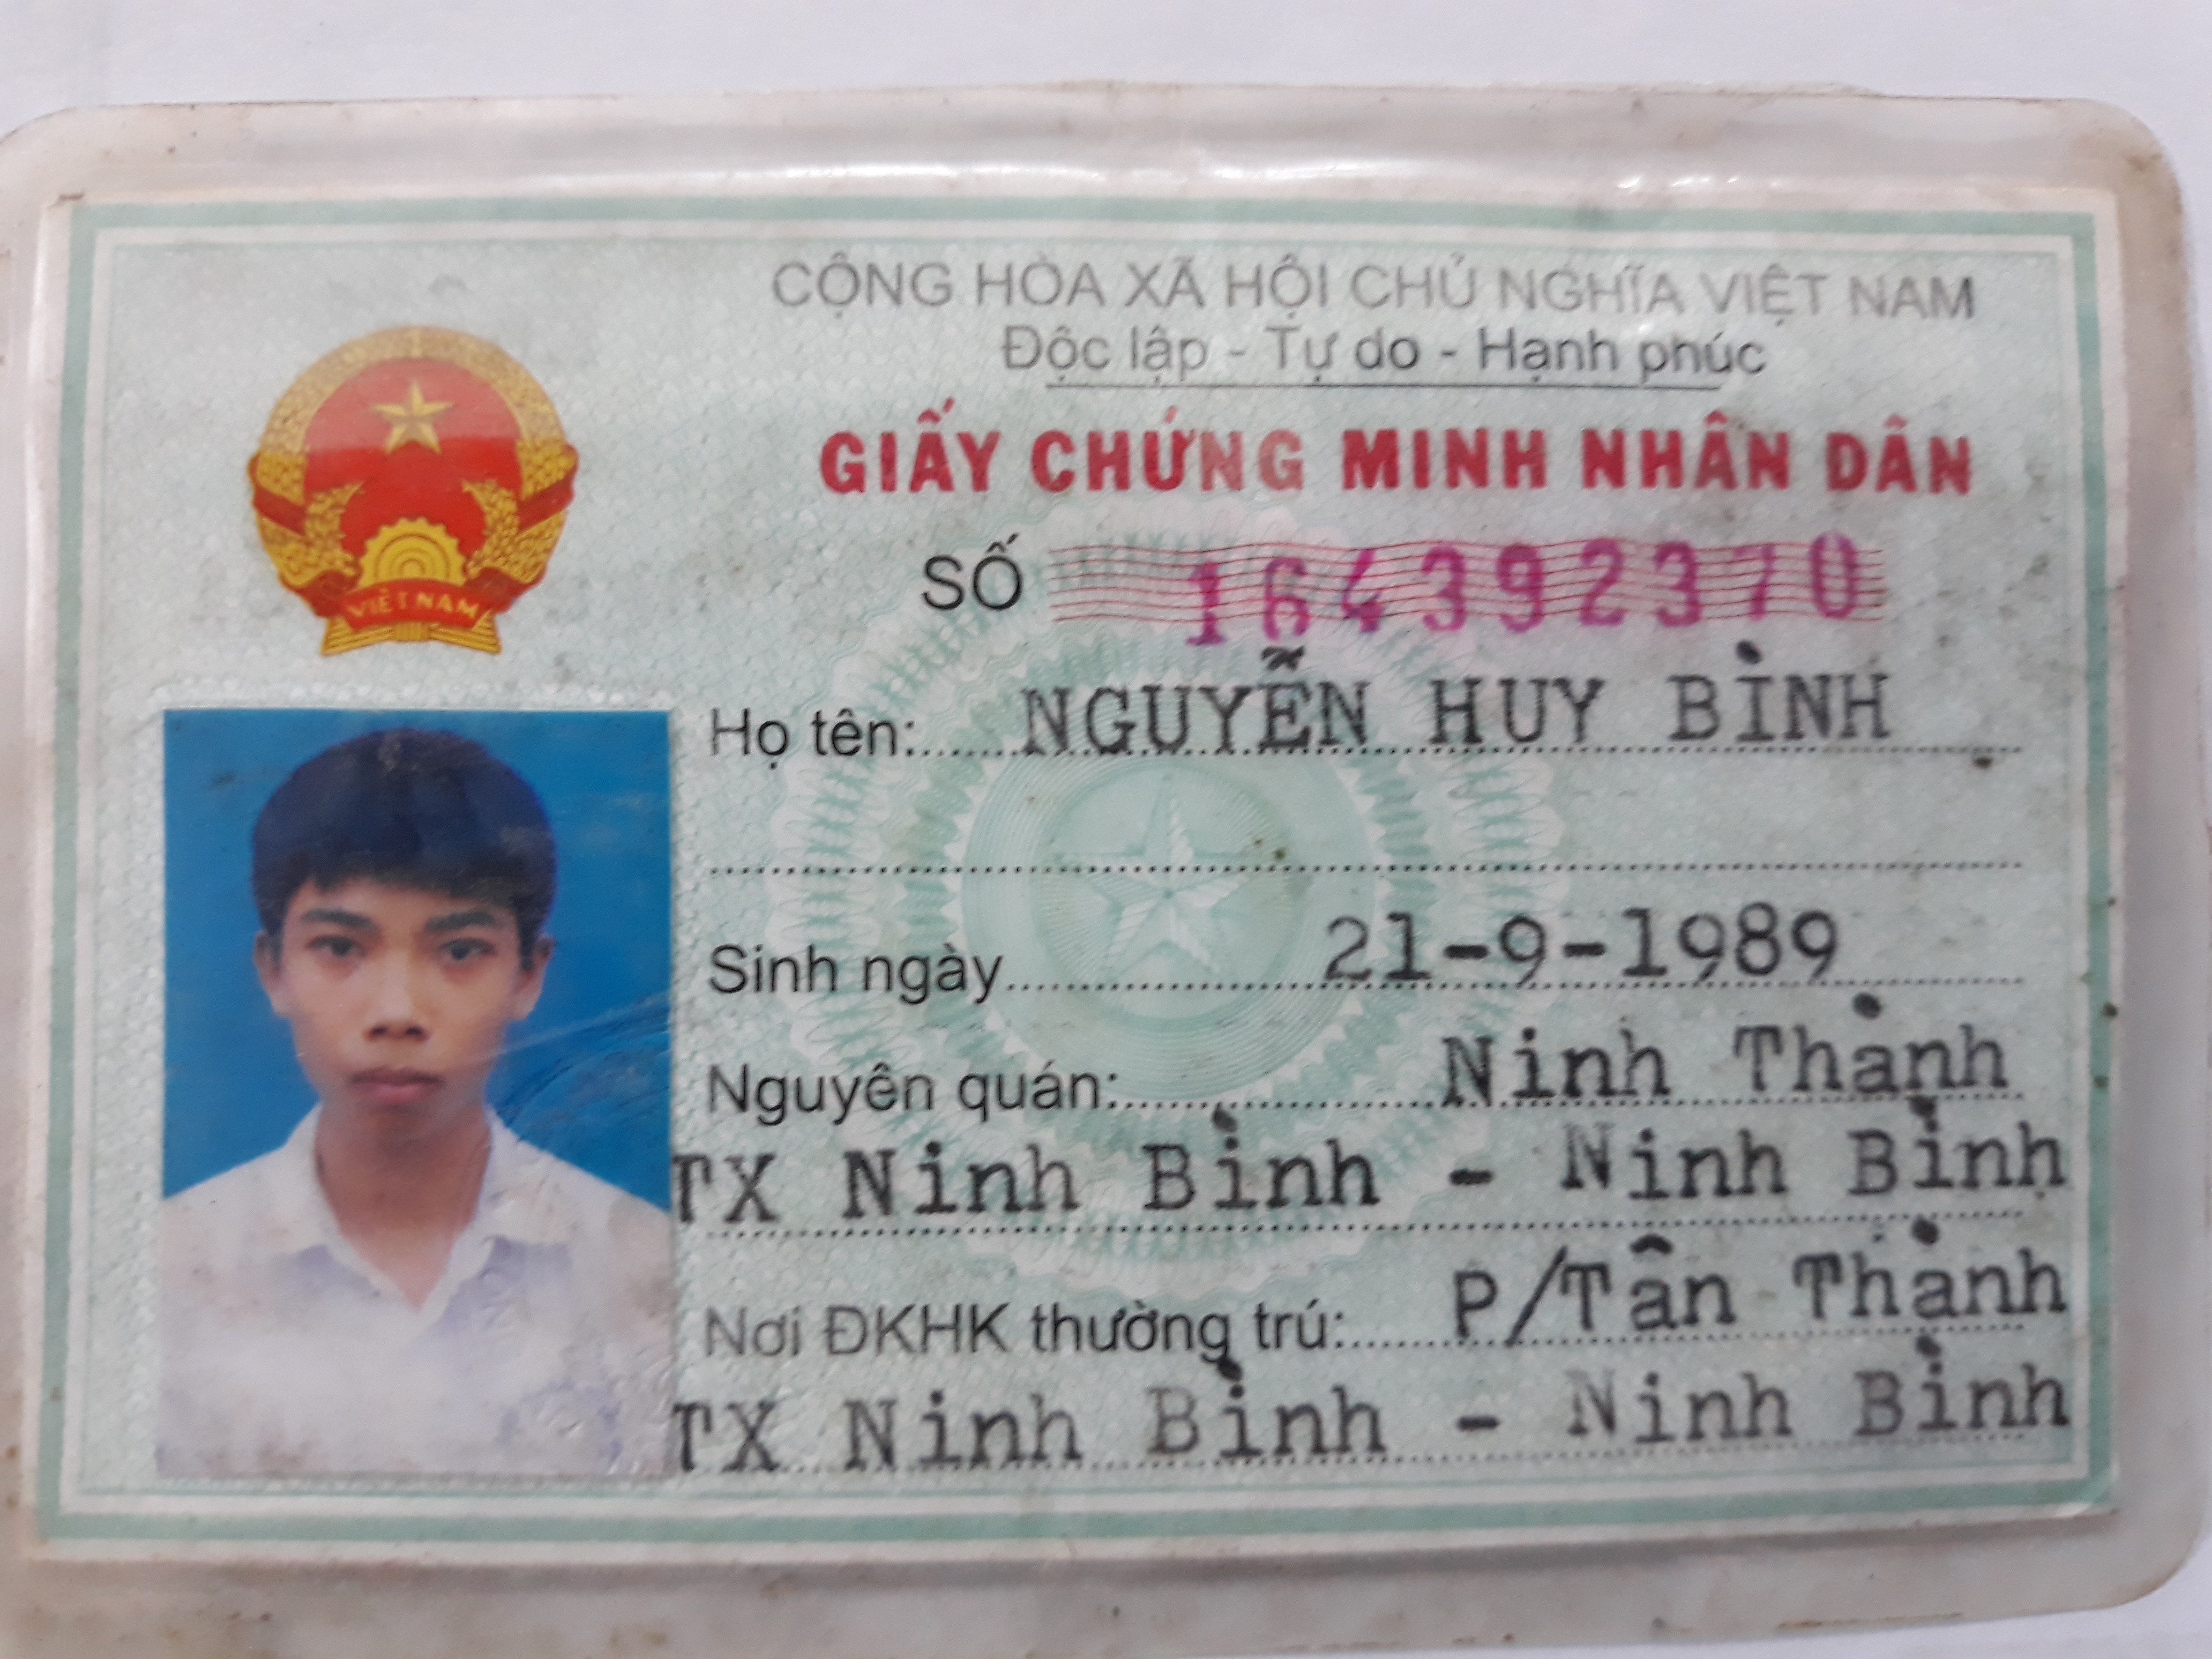 CỘNG HÒA XÃ HỘI CHỦ NGHĨA VIỆT NAM
Độc lập - Tự do - Hạnh phúc
GIẤY CHỨNG MINH NHÂN DÂN
SỐ 164392370
VIỆT NAM
Họ tên: NGUYỄN HUY BÌNH
Sinh ngày 21-9-1989
Nguyên quán: Ninh Thành
TX Ninh Bình - Ninh Bình
Nơi ĐKHK thường trú: P/Tân Thành
TX Ninh Bình - Ninh Bình